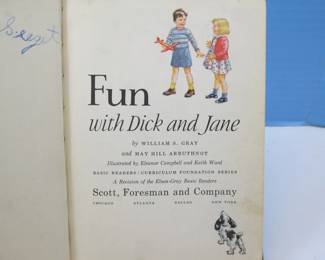 Fun
with Dick and Jane
by WILLIAM S. GRAY
and MAY HILL ARBUTHNOT
Illustrated by Eleanor Campbell and Keith Ward
BASIC READERS: CURRICULUM FOUNDATION SERIES
A Revision of the Elson-Gray Basic Readers
Scott, Foresman and Company
CHICAGO ATLANTA DALLAS NEW YORK